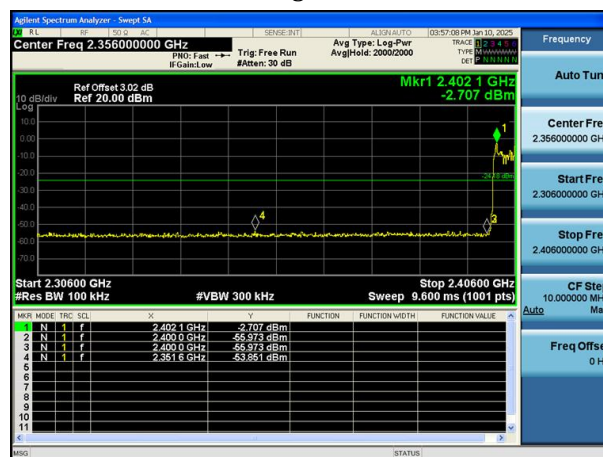 Agilent Spectrum Analyzer - Swept SA
RL RF 50 Ω AC SENSE:INT ALIGN AUTO 03:57:08 PM Jan 10, 2025
Center Freq 2.356000000 GHz
PNO: Fast
IFGain:Low
Trig: Free Run
#Atten: 30 dB
Avg Type: Log-Pwr
Avg|Hold: 2000/2000
TRACE 1 2 3 4 5 6
TYPE M
DET P N N N N N
Frequency
Auto Tun
Center Fre
2.356000000 GH
Start Fre
2.306000000 GH
Stop Fre
2.406000000 GH
CF Ste
10.000000 MH
Auto Ma
Freq Offse
0 H
Mkr1 2.402 1 GHz
-2.707 dBm
Ref Offset 3.02 dB
10 dB/div Ref 20.00 dBm
Log
10.0
0.00
-10.0
-20.0
-30.0
-40.0
-50.0
-60.0
-70.0
1
4
3
Start 2.30600 GHz Stop 2.40600 GHz
#Res BW 100 kHz #VBW 300 kHz Sweep 9.600 ms (1001 pts)
MKR MODE TRC SCL X Y FUNCTION FUNCTION WIDTH FUNCTION VALUE
1 N 1 f 2.402 1 GHz -2.707 dBm
2 N 1 f 2.400 0 GHz -55.973 dBm
3 N 1 f 2.400 0 GHz -55.973 dBm
4 N 1 f 2.351 6 GHz -53.851 dBm
5
6
7
8
9
10
11
MSG STATUS